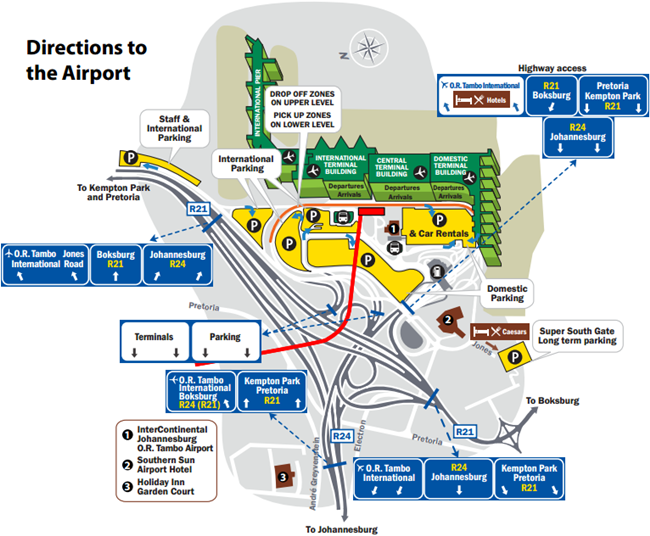 Directions to
the Airport
N
Highway access
O.R. Tambo International
Hotels
R21
Boksburg
Pretoria
Kempton Park
R21
R24
Johannesburg
INTERNATIONAL PIER
DROP OFF ZONES
ON UPPER LEVEL
PICK UP ZONES
ON LOWER LEVEL
Staff &
International
Parking
International
Parking
INTERNATIONAL
TERMINAL
BUILDING
CENTRAL
TERMINAL
BUILDING
DOMESTIC
TERMINAL
BUILDING
Departures
Arrivals
Departures
Arrivals
Departures
Arrivals
P
P
P
P
P
P
& Car Rentals
1
To Kempton Park
and Pretoria
R21
O.R. Tambo
International
Jones
Road
Boksburg
R21
Johannesburg
R24
Domestic
Parking
Pretoria
2
Caesars
Jones
P
Super South Gate
Long term parking
Terminals
Parking
O.R. Tambo
International
Boksburg
R24 (R21)
Kempton Park
Pretoria
R21
To Boksburg
R21
Pretoria
R24
Electron
André Greyvenstein
1 InterContinental
Johannesburg
O.R. Tambo Airport
2 Southern Sun
Airport Hotel
3 Holiday Inn
Garden Court
3
O.R. Tambo
International
R24
Johannesburg
Kempton Park
Pretoria
R21
To Johannesburg